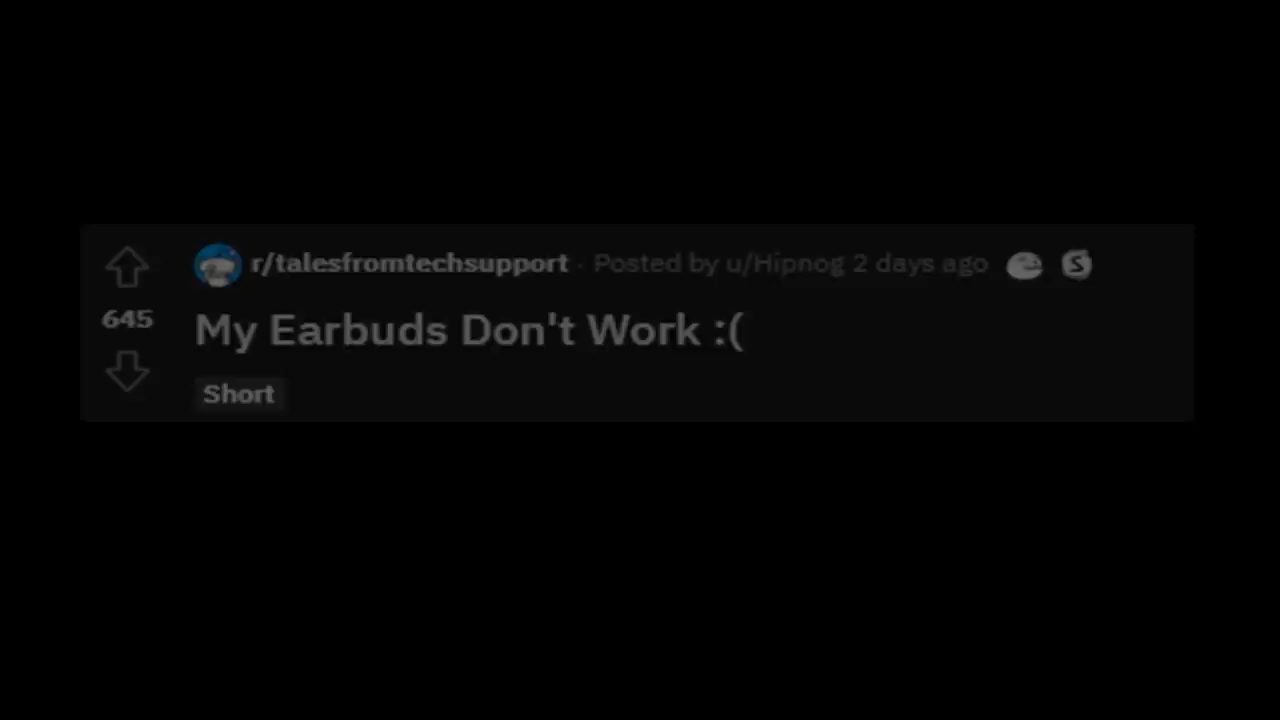 r/talesfromtechsupport · Posted by u/Hipnog 2 days ago
645
My Earbuds Don't Work :(
Short